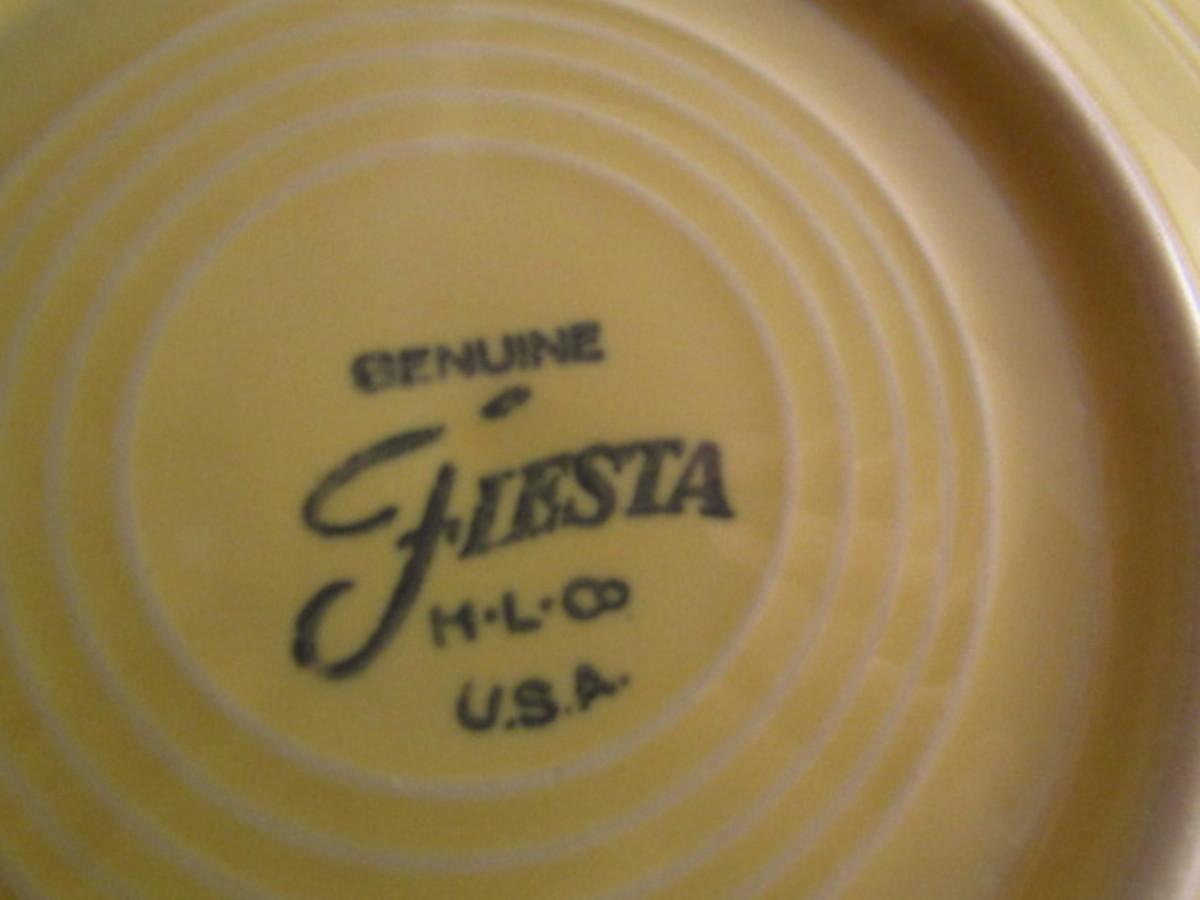 GENUINE
FIESTA
H·L·Co
U.S.A.